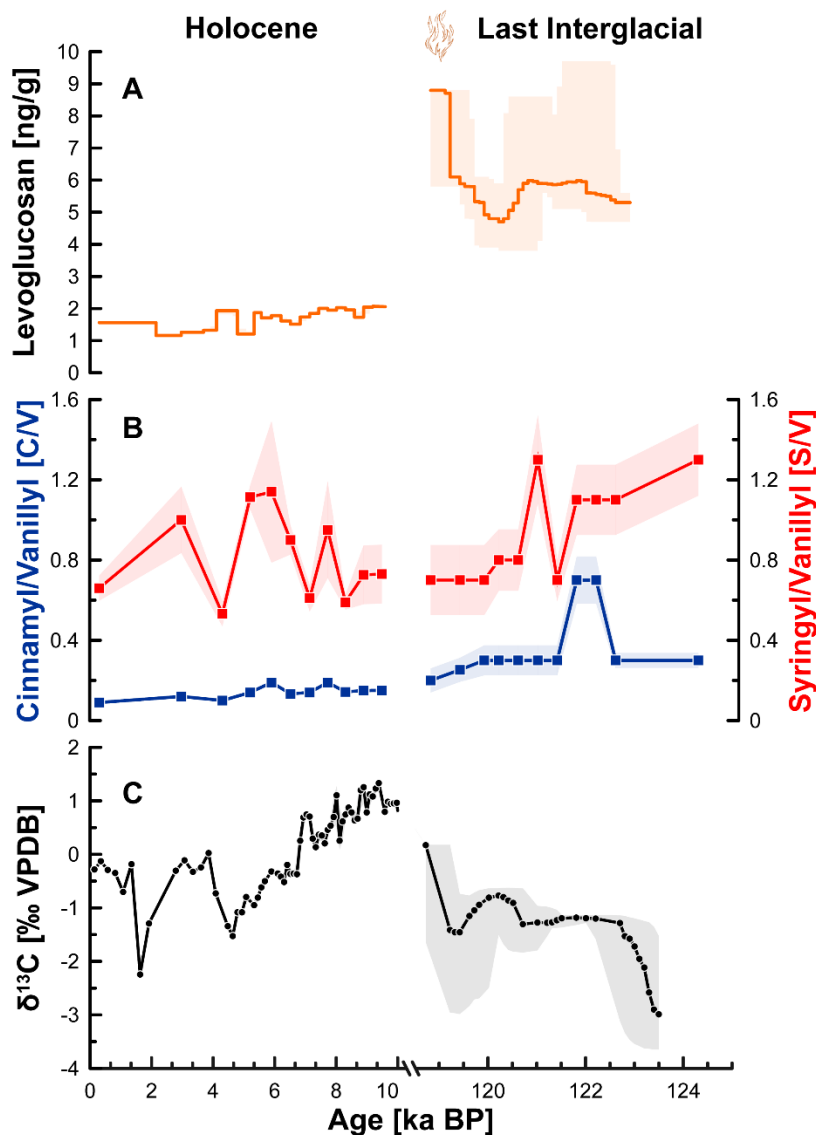 Holocene Last Interglacial
A
Levoglucosan [ng/g]
10
9
8
7
6
5
4
3
2
1
0
B
Cinnamyl/Vanillyl [C/V]
1.6
1.2
0.8
0.4
0
1.6
1.2
0.8
0.4
0
Syringyl/Vanillyl [S/V]
C
δ¹³C [‰ VPDB]
2
1
0
-1
-2
-3
-4
0 2 4 6 8 10 120 122 124
Age [ka BP]